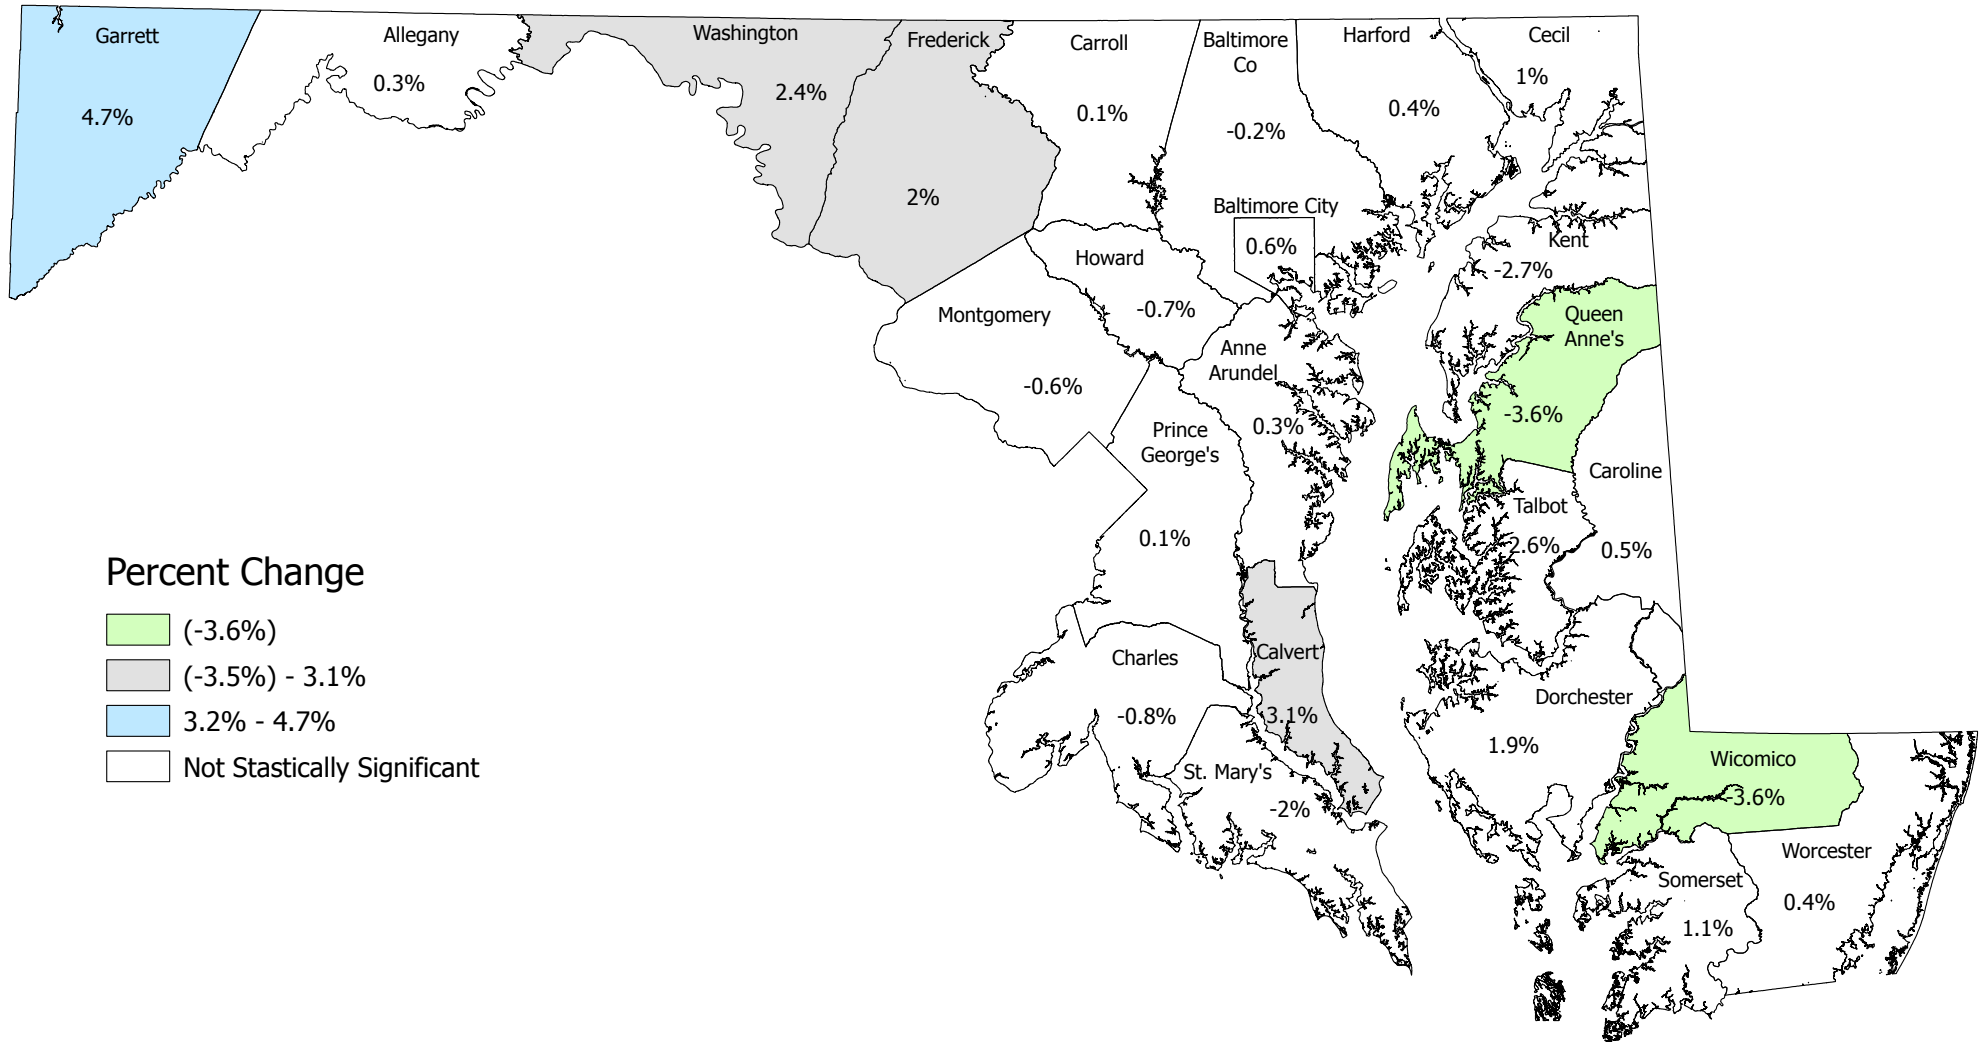 Garrett
4.7%
Allegany
0.3%
Washington
2.4%
Frederick
2%
Carroll
0.1%
Baltimore
Co
-0.2%
Harford
0.4%
Cecil
1%
Baltimore City
0.6%
Kent
-2.7%
Howard
-0.7%
Montgomery
-0.6%
Queen
Anne's
-3.6%
Anne
Arundel
0.3%
Prince
George's
0.1%
Caroline
0.5%
Talbot
2.6%
Calvert
3.1%
Charles
-0.8%
St. Mary's
-2%
Dorchester
1.9%
Wicomico
-3.6%
Worcester
0.4%
Somerset
1.1%
Percent Change
(-3.6%)
(-3.5%) - 3.1%
3.2% - 4.7%
Not Stastically Significant